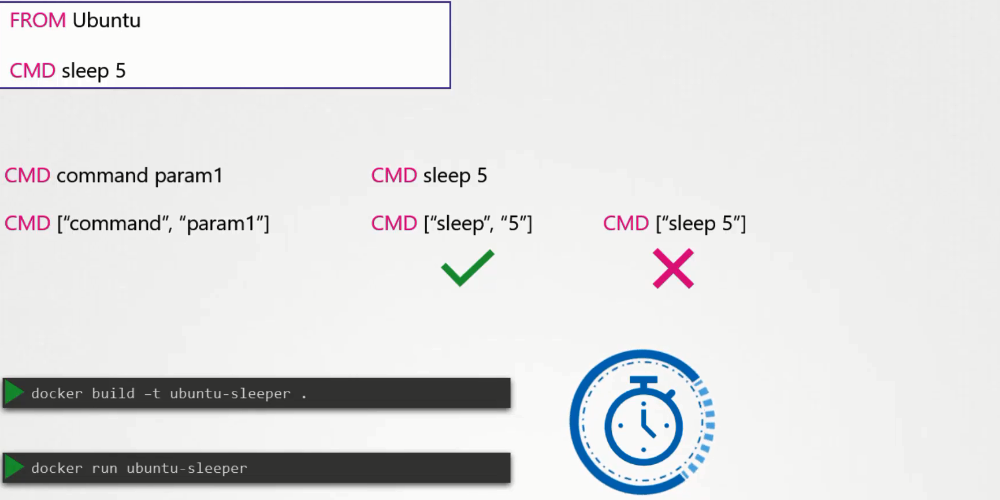 FROM Ubuntu
CMD sleep 5
CMD command param1
CMD sleep 5
CMD [“command”, “param1”]
CMD [“sleep”, “5”]
CMD [“sleep 5”]
docker build –t ubuntu-sleeper .
docker run ubuntu-sleeper